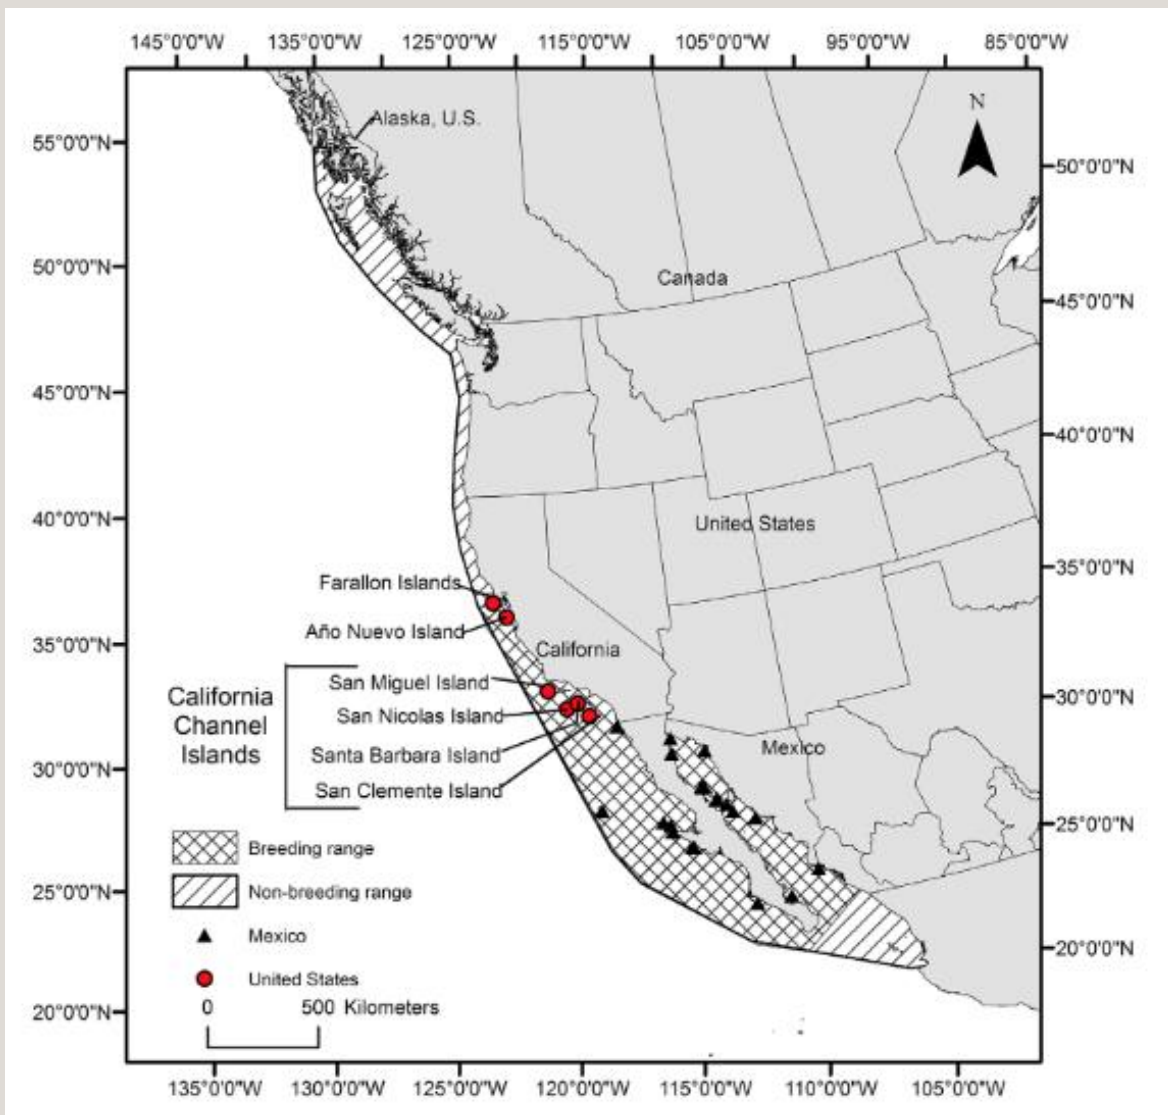 145°0'0"W 135°0'0"W 125°0'0"W 115°0'0"W 105°0'0"W 95°0'0"W 85°0'0"W
N
Alaska, U.S.
55°0'0"N
50°0'0"N
50°0'0"N
Canada
45°0'0"N
45°0'0"N
40°0'0"N
40°0'0"N
United States
35°0'0"N
Farallon Islands
Año Nuevo Island
35°0'0"N
California
San Miguel Island
30°0'0"N
California
Channel
Islands
San Nicolas Island
Santa Barbara Island
San Clemente Island
Mexico
30°0'0"N
25°0'0"N
Breeding range
25°0'0"N
Non-breeding range
Mexico
20°0'0"N
United States
0 500 Kilometers
20°0'0"N
135°0'0"W 130°0'0"W 125°0'0"W 120°0'0"W 115°0'0"W 110°0'0"W 105°0'0"W